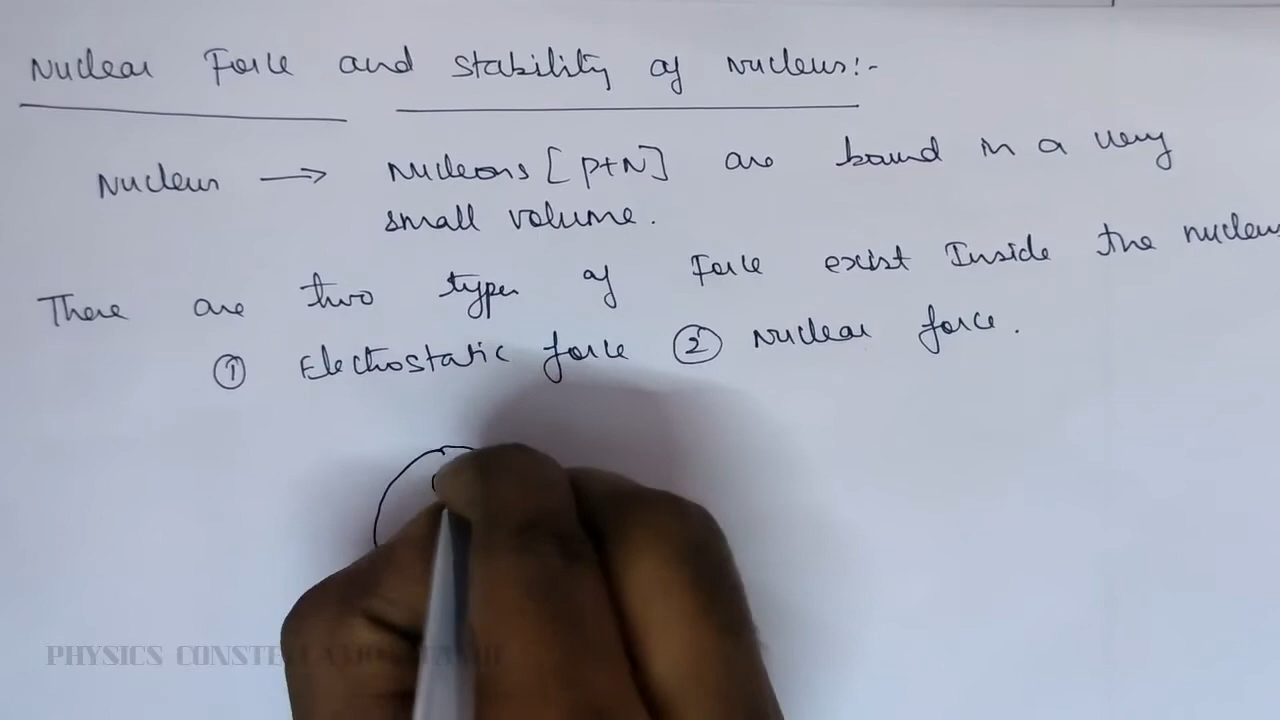 Nuclear Force and stability of nucleus:-
Nucleus → Nucleons [P+N] are bound in a very
small volume.
There are two types of Force exist Inside the nucleus
① Electrostatic force ② Nuclear force.
PHYSICS